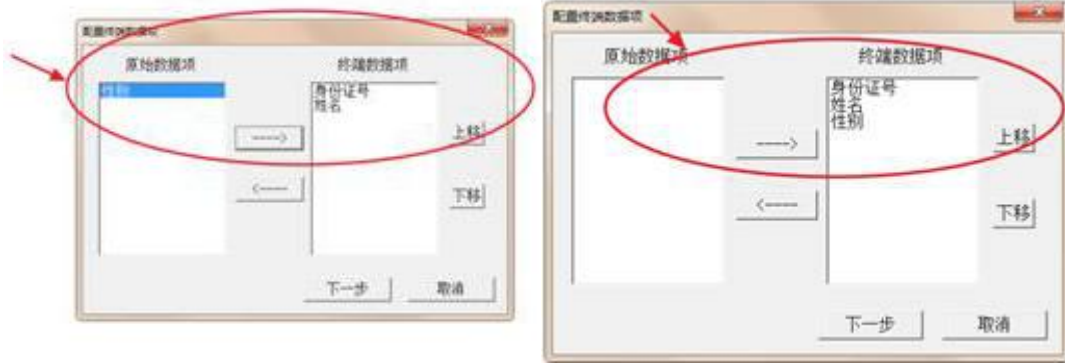 配置终端数据项
原始数据项
终端数据项
性别
身份证号
姓名
---->
<----
上移
下移
下一步
取消
配置终端数据项
原始数据项
终端数据项
身份证号
姓名
性别
---->
<----
上移
下移
下一步
取消